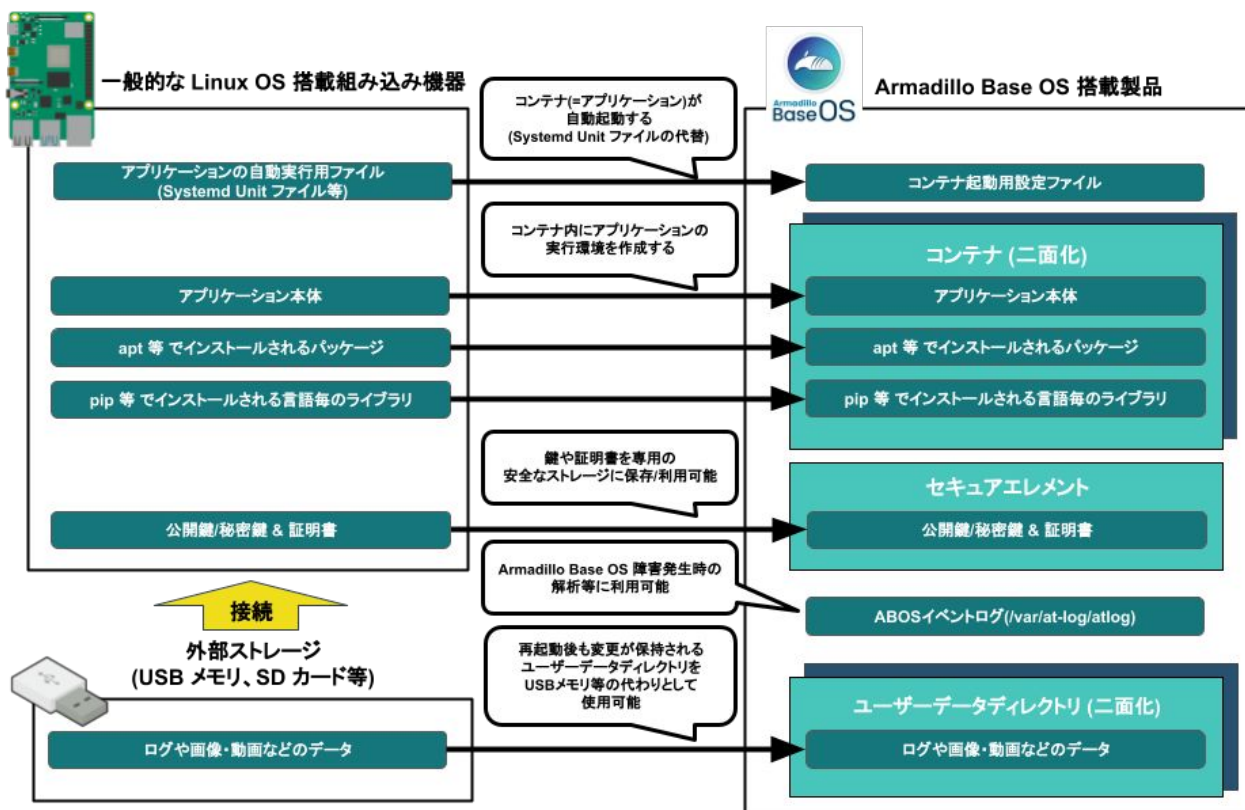 一般的な Linux OS 搭載組み込み機器
Armadillo
Base OS
Armadillo Base OS 搭載製品
コンテナ(=アプリケーション)が
自動起動する
(Systemd Unit ファイルの代替)
アプリケーションの自動実行用ファイル
(Systemd Unit ファイル等)
コンテナ起動用設定ファイル
コンテナ内にアプリケーションの
実行環境を作成する
コンテナ (二面化)
アプリケーション本体
アプリケーション本体
apt 等 でインストールされるパッケージ
apt 等 でインストールされるパッケージ
pip 等 でインストールされる言語毎のライブラリ
pip 等 でインストールされる言語毎のライブラリ
鍵や証明書を専用の
安全なストレージに保存/利用可能
セキュアエレメント
公開鍵/秘密鍵 & 証明書
公開鍵/秘密鍵 & 証明書
Armadillo Base OS 障害発生時の
解析等に利用可能
ABOSイベントログ(/var/at-log/atlog)
接続
外部ストレージ
(USB メモリ、SD カード等)
再起動後も変更が保持される
ユーザーデータディレクトリを
USBメモリ等の代わりとして
使用可能
ユーザーデータディレクトリ (二面化)
ログや画像・動画などのデータ
ログや画像・動画などのデータ